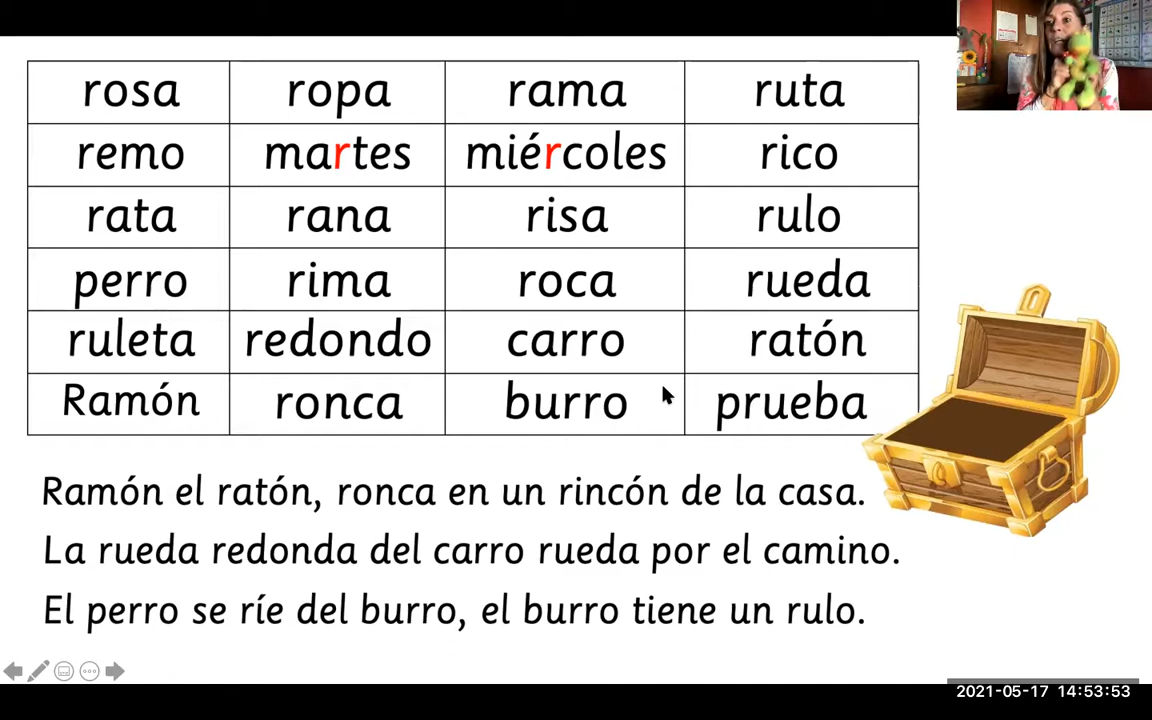 rosa ropa rama ruta
remo martes miércoles rico
rata rana risa rulo
perro rima roca rueda
ruleta redondo carro ratón
Ramón ronca burro prueba
Ramón el ratón, ronca en un rincón de la casa.
La rueda redonda del carro rueda por el camino.
El perro se ríe del burro, el burro tiene un rulo.
2021-05-17 14:53:53